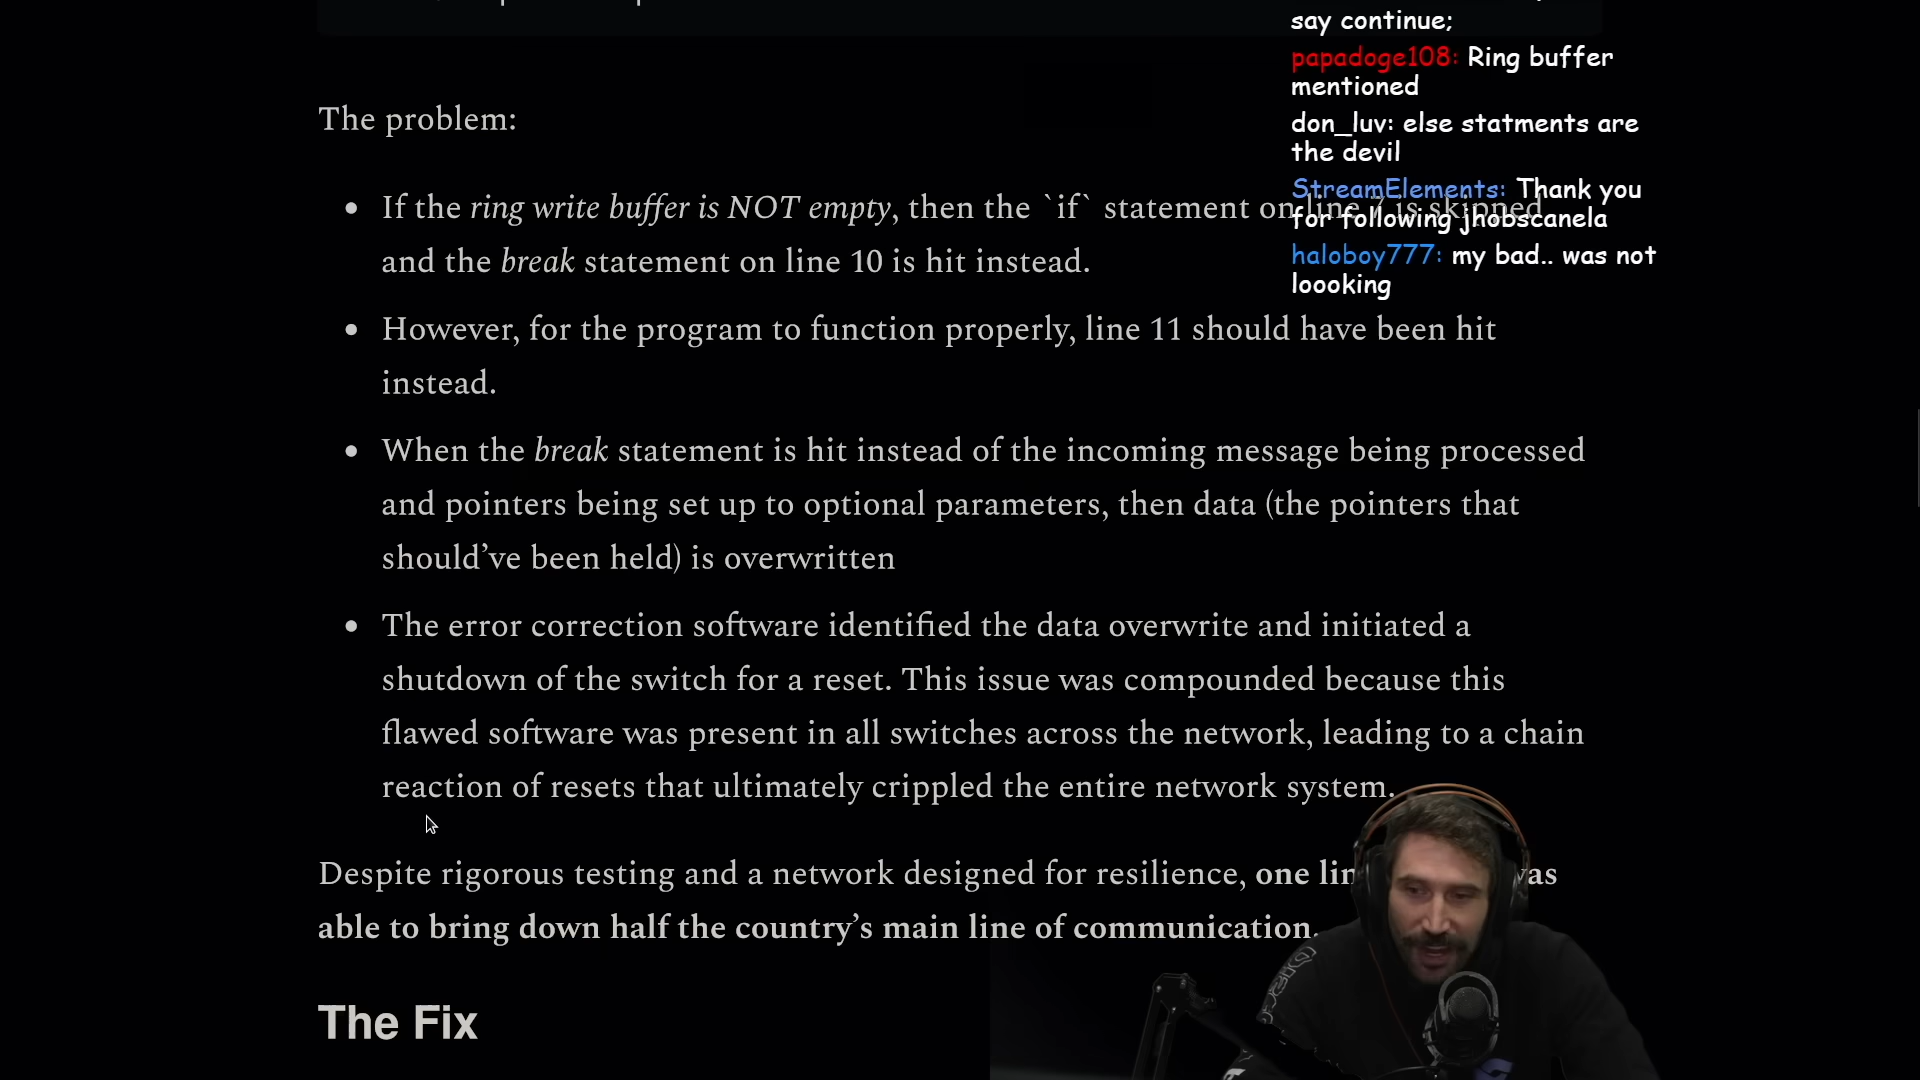 say continue;
papadoge108: Ring buffer
mentioned
don_luv: else statments are
the devil
StreamElements: Thank you
for following jhobscanela
haloboy777: my bad.. was not
loooking
The problem:
• If the ring write buffer is NOT empty, then the `if` statement on line 7 is skipped
and the break statement on line 10 is hit instead.
• However, for the program to function properly, line 11 should have been hit
instead.
• When the break statement is hit instead of the incoming message being processed
and pointers being set up to optional parameters, then data (the pointers that
should’ve been held) is overwritten
• The error correction software identified the data overwrite and initiated a
shutdown of the switch for a reset. This issue was compounded because this
flawed software was present in all switches across the network, leading to a chain
reaction of resets that ultimately crippled the entire network system.
Despite rigorous testing and a network designed for resilience, one
able to bring down half the country’s main line of communication.
The Fix